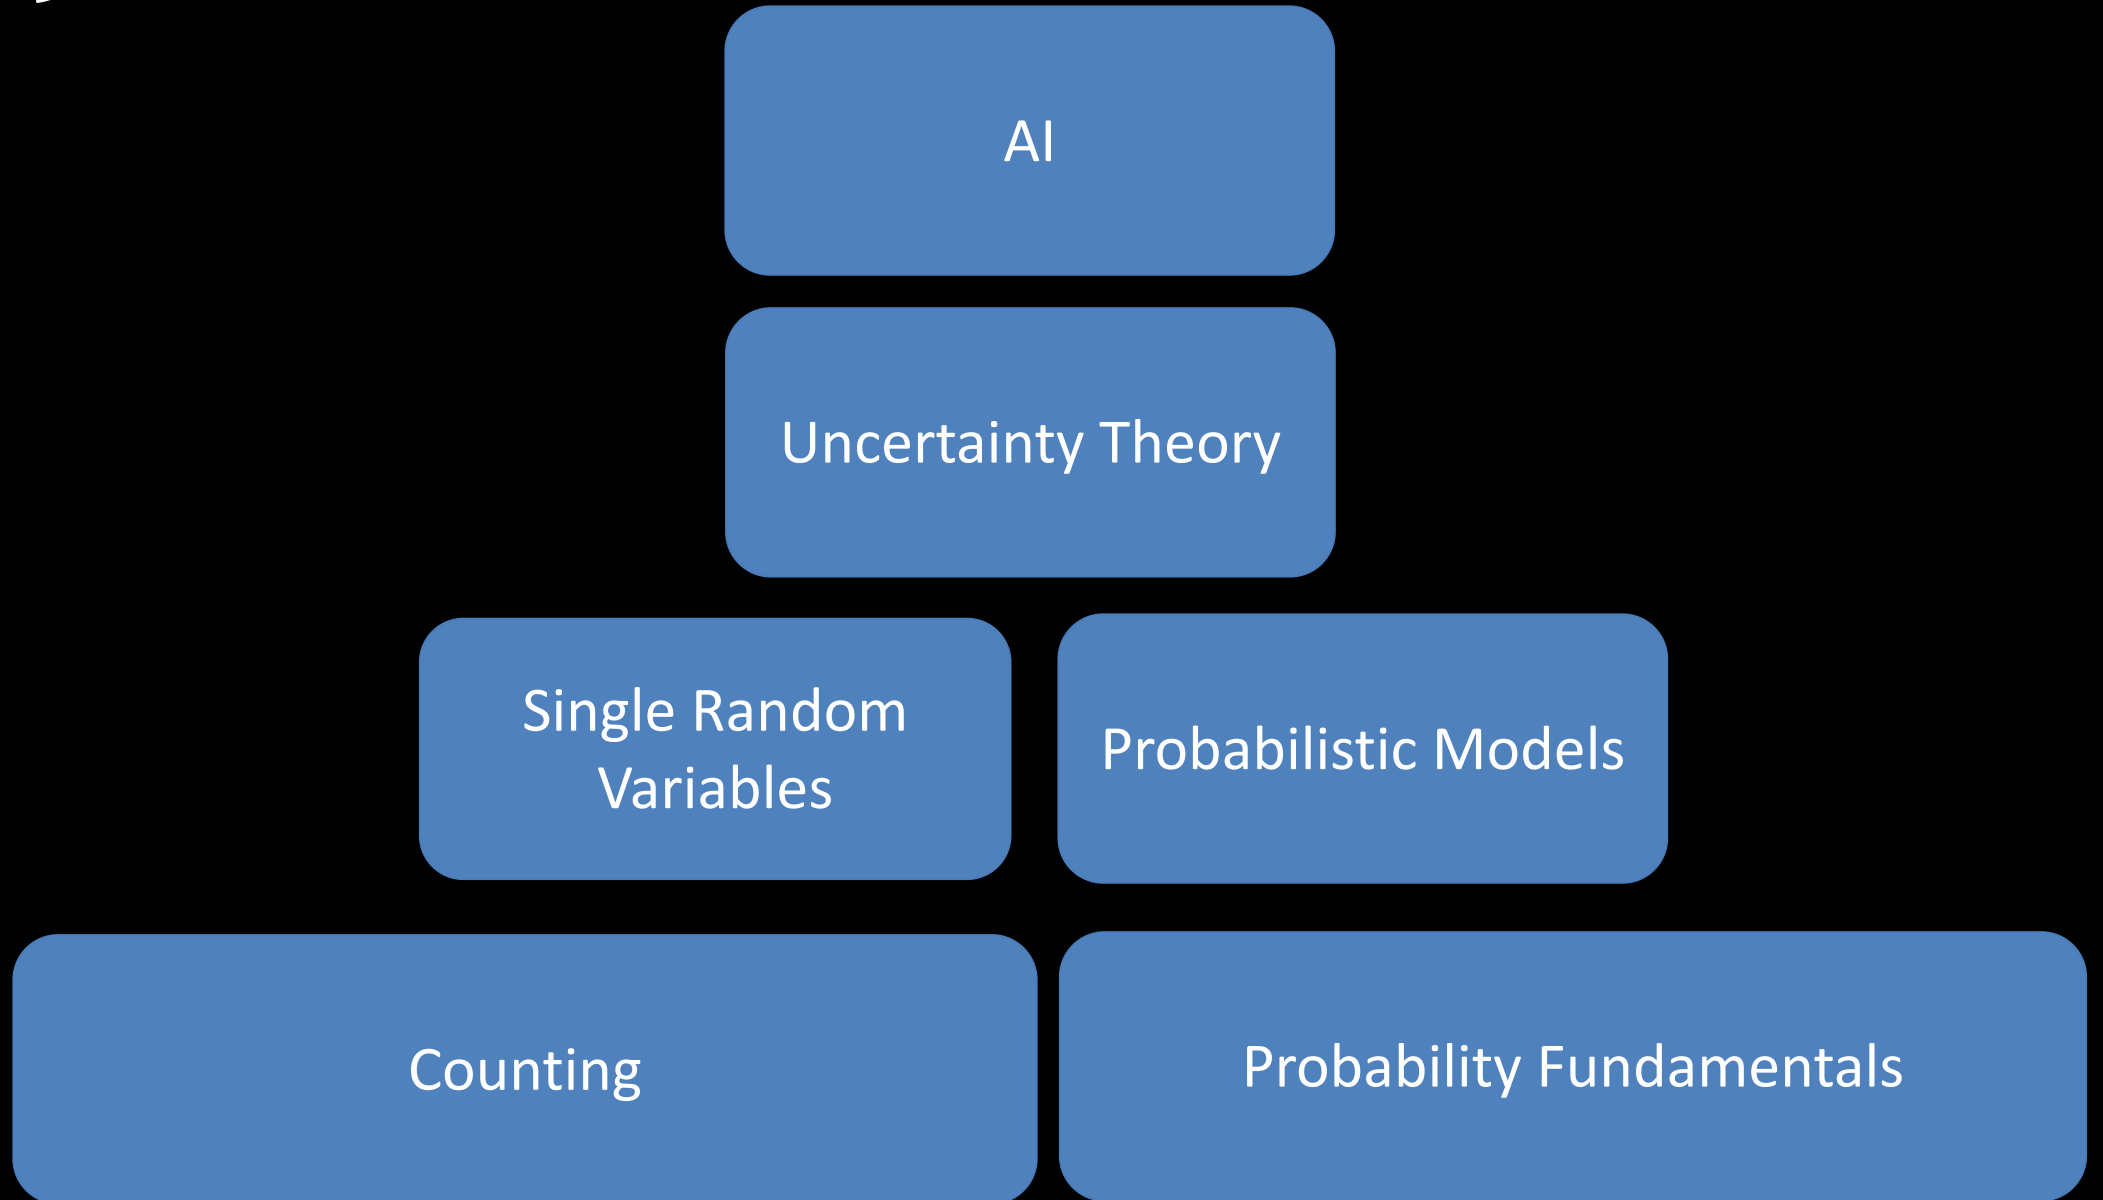 AI
Uncertainty Theory
Single Random
Variables
Probabilistic Models
Counting
Probability Fundamentals